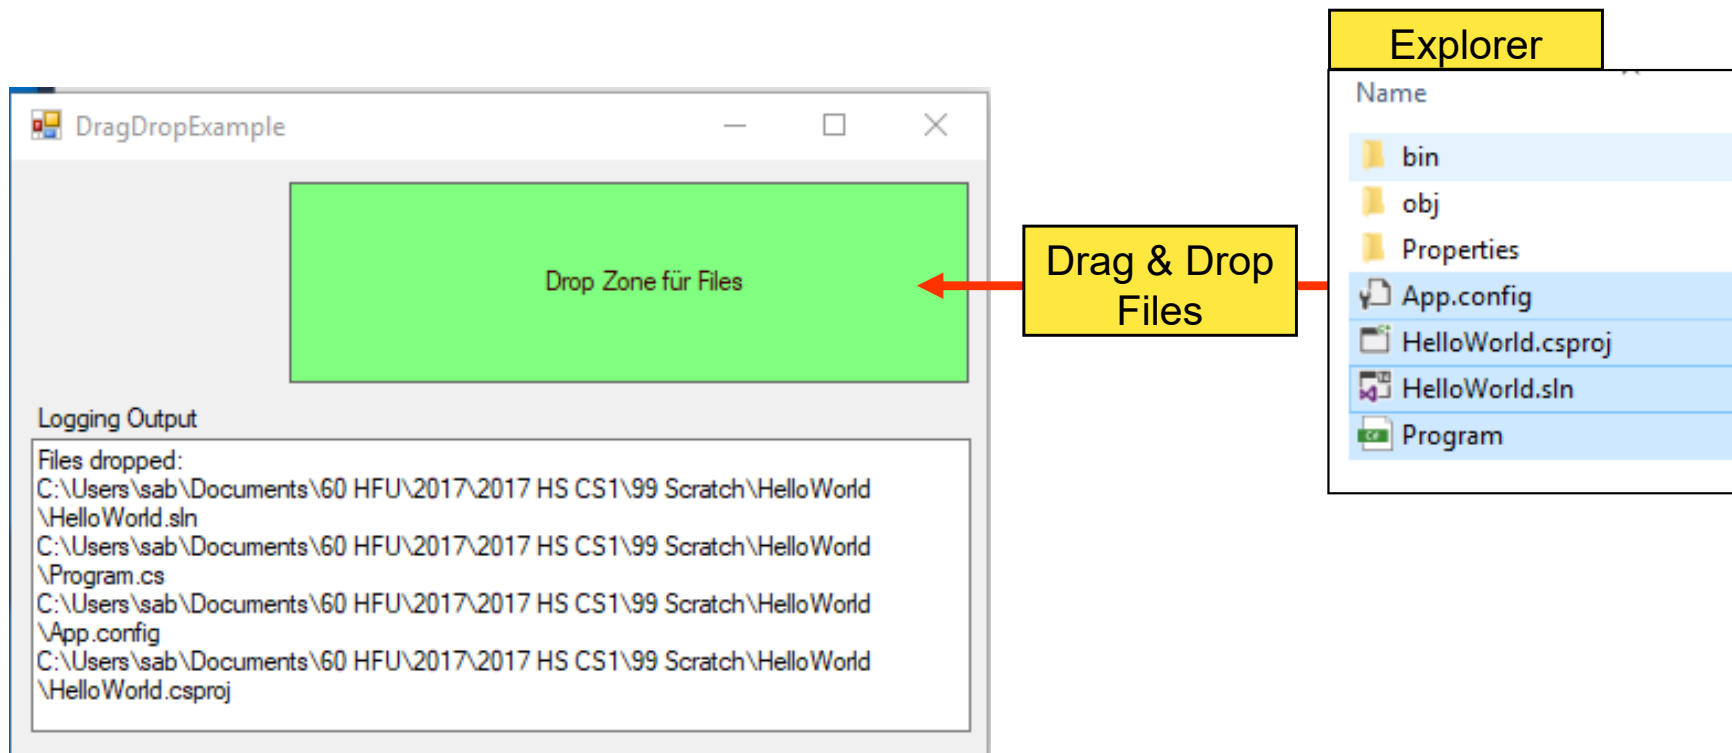 Explorer
Name
bin
obj
Properties
App.config
HelloWorld.csproj
HelloWorld.sln
Program
Drag & Drop
Files
DragDropExample
Drop Zone für Files
Logging Output
Files dropped:
C:\Users\sab\Documents\60 HFU\2017\2017 HS CS1\99 Scratch\HelloWorld
\HelloWorld.sln
C:\Users\sab\Documents\60 HFU\2017\2017 HS CS1\99 Scratch\HelloWorld
\Program.cs
C:\Users\sab\Documents\60 HFU\2017\2017 HS CS1\99 Scratch\HelloWorld
\App.config
C:\Users\sab\Documents\60 HFU\2017\2017 HS CS1\99 Scratch\HelloWorld
\HelloWorld.csproj